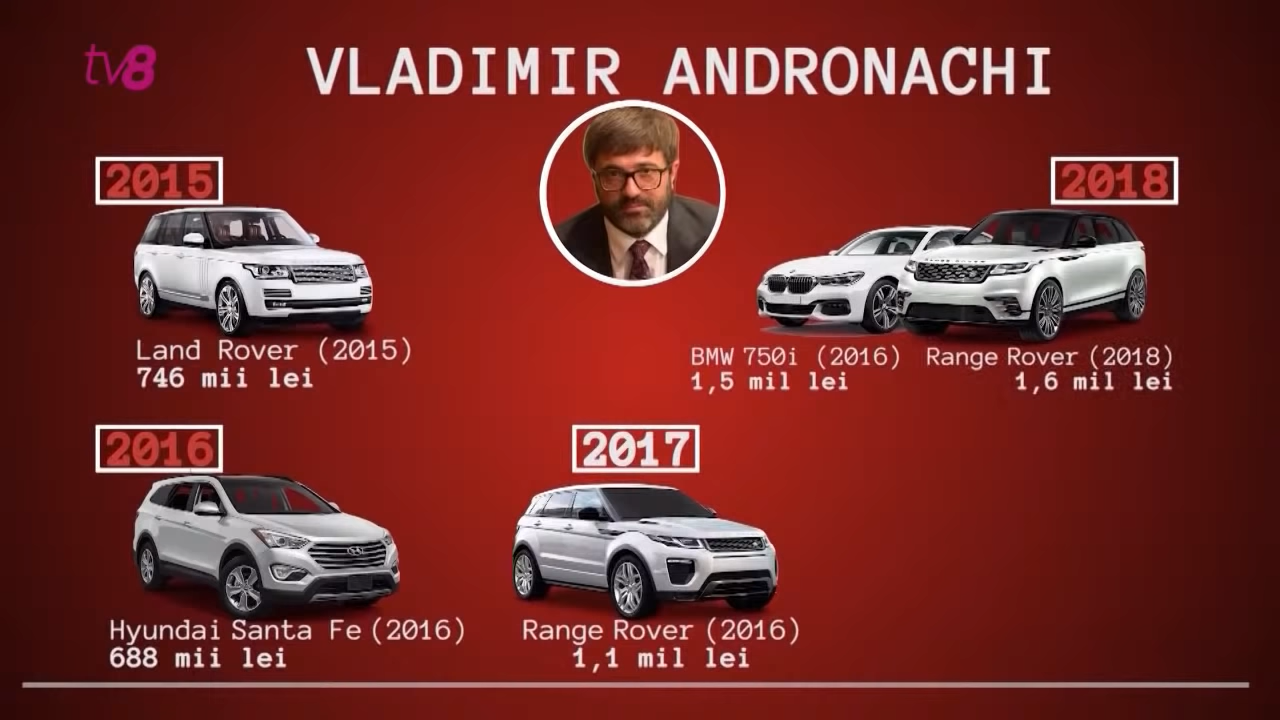 tv8
VLADIMIR ANDRONACHI
2015
Land Rover (2015)
746 mii lei
2018
BMW 750i (2016)
1,5 mil lei
Range Rover (2018)
1,6 mil lei
2016
Hyundai Santa Fe (2016)
688 mii lei
2017
Range Rover (2016)
1,1 mil lei